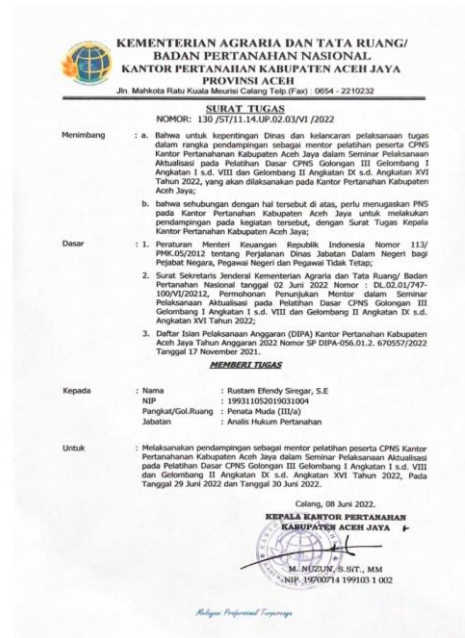 KEMENTERIAN AGRARIA DAN TATA RUANG/
BADAN PERTANAHAN NASIONAL
KANTOR PERTANAHAN KABUPATEN ACEH JAYA
PROVINSI ACEH
Jln. Mahkota Ratu Kuala Meurisi Calang Telp (Fax) : 0654 - 2210232
SURAT TUGAS
NOMOR: 130 /ST/11.14.UP.02.03/VI /2022
Menimbang : a. Bahwa untuk kepentingan Dinas dan kelancaran pelaksanaan tugas
dalam rangka pendampingan sebagai mentor pelatihan peserta CPNS
Kantor Pertanahanan Kabupaten Aceh Jaya dalam Seminar Pelaksanaan
Aktualisasi pada Pelatihan Dasar CPNS Golongan III Gelombang I
Angkatan I s.d. VIII dan Gelombang II Angkatan IX s.d. Angkatan XVI
Tahun 2022, yang akan dilaksanakan pada Kantor Pertanahan Kabupaten
Aceh Jaya;
b. bahwa sehubungan dengan hal tersebut di atas, perlu menugaskan PNS
pada Kantor Pertanahan Kabupaten Aceh Jaya untuk melakukan
pendampingan pada kegiatan tersebut, dengan Surat Tugas Kepala
Kantor Pertanahan Kabupaten Aceh Jaya;
Dasar : 1. Peraturan Menteri Keuangan Republik Indonesia Nomor 113/
PMK.05/2012 tentang Perjalanan Dinas Jabatan Dalam Negeri bagi
Pejabat Negara, Pegawai Negeri dan Pegawai Tidak Tetap;
2. Surat Sekretaris Jenderal Kementerian Agraria dan Tata Ruang/ Badan
Pertanahan Nasional tanggal 02 Juni 2022 Nomor : DL.02.01/747-
100/VI/20212, Permohonan Penunjukan Mentor dalam Seminar
Pelaksanaan Aktualisasi pada Pelatihan Dasar CPNS Golongan III
Gelombang I Angkatan I s.d. VIII dan Gelombang II Angkatan IX s.d.
Angkatan XVI Tahun 2022;
3. Daftar Isian Pelaksanaan Anggaran (DIPA) Kantor Pertanahan Kabupaten
Aceh Jaya Tahun Anggaran 2022 Nomor SP DIPA-056.01.2. 670557/2022
Tanggal 17 November 2021.
MEMBERI TUGAS
Kepada : Nama : Rustam Efendy Siregar, S.E
NIP : 199311052019031004
Pangkat/Gol.Ruang : Penata Muda (III/a)
Jabatan : Analis Hukum Pertanahan
Untuk : Melaksanakan pendampingan sebagai mentor pelatihan peserta CPNS Kantor
Pertanahanan Kabupaten Aceh Jaya dalam Seminar Pelaksanaan Aktualisasi
pada Pelatihan Dasar CPNS Golongan III Gelombang I Angkatan I s.d. VIII
dan Gelombang II Angkatan IX s.d. Angkatan XVI Tahun 2022, Pada
Tanggal 29 Juni 2022 dan Tanggal 30 Juni 2022.
Calang, 08 Juni 2022.
KEPALA KANTOR PERTANAHAN
KABUPATEN ACEH JAYA
M. NUZUN, S.SiT., MM
NIP. 19700714 199103 1 002
Melayani Profesional Terpercaya